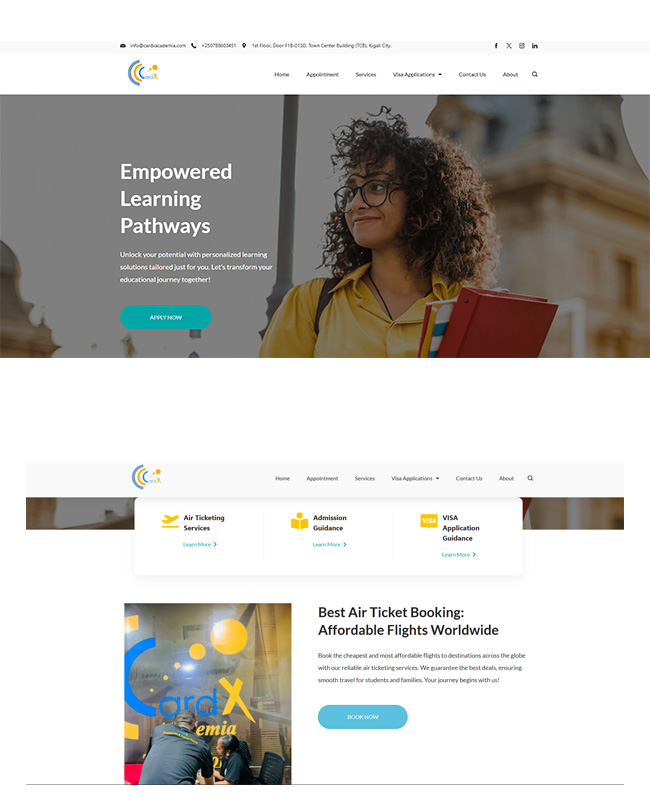 info@cardxacademia.com +250788603451 1st Floor, Door F1B-013D, Town Center Building (TCB), Kigali City.
CardX
Home Appointment Services Visa Applications Contact Us About
Empowered
Learning
Pathways
Unlock your potential with personalized learning
solutions tailored just for you. Let's transform your
educational journey together!
APPLY NOW
CardX
Home Appointment Services Visa Applications Contact Us About
Air Ticketing
Services
Learn More
Admission
Guidance
Learn More
VISA
VISA
Application
Guidance
Learn More
Best Air Ticket Booking:
Affordable Flights Worldwide
Book the cheapest and most affordable flights to destinations across the globe
with our reliable air ticketing services. We guarantee the best deals, ensuring
smooth travel for students and families. Your journey begins with us!
BOOK NOW
CardX
emia